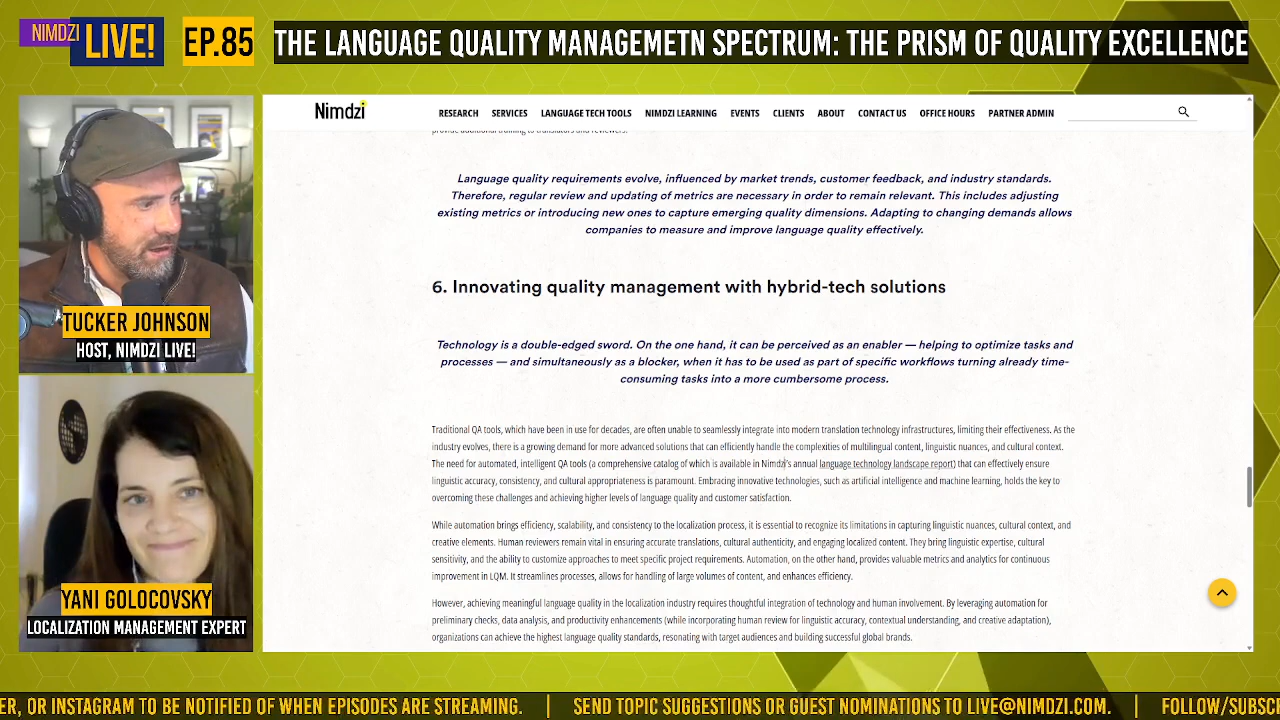 NIMDZI LIVE! EP.85 THE LANGUAGE QUALITY MANAGEMETN SPECTRUM: THE PRISM OF QUALITY EXCELLENCE
Nimdzi RESEARCH SERVICES LANGUAGE TECH TOOLS NIMDZI LEARNING EVENTS CLIENTS ABOUT CONTACT US OFFICE HOURS PARTNER ADMIN
provide additional training to translators and reviewers.
Language quality requirements evolve, influenced by market trends, customer feedback, and industry standards.
Therefore, regular review and updating of metrics are necessary in order to remain relevant. This includes adjusting
existing metrics or introducing new ones to capture emerging quality dimensions. Adapting to changing demands allows
companies to measure and improve language quality effectively.
6. Innovating quality management with hybrid-tech solutions
Technology is a double-edged sword. On the one hand, it can be perceived as an enabler — helping to optimize tasks and
processes — and simultaneously as a blocker, when it has to be used as part of specific workflows turning already time-
consuming tasks into a more cumbersome process.
Traditional QA tools, which have been in use for decades, are often unable to seamlessly integrate into modern translation technology infrastructures, limiting their effectiveness. As the
industry evolves, there is a growing demand for more advanced solutions that can efficiently handle the complexities of multilingual content, linguistic nuances, and cultural context.
The need for automated, intelligent QA tools (a comprehensive catalog of which is available in Nimdzi's annual language technology landscape report) that can effectively ensure
linguistic accuracy, consistency, and cultural appropriateness is paramount. Embracing innovative technologies, such as artificial intelligence and machine learning, holds the key to
overcoming these challenges and achieving higher levels of language quality and customer satisfaction.
While automation brings efficiency, scalability, and consistency to the localization process, it is essential to recognize its limitations in capturing linguistic nuances, cultural context, and
creative elements. Human reviewers remain vital in ensuring accurate translations, cultural authenticity, and engaging localized content. They bring linguistic expertise, cultural
sensitivity, and the ability to customize approaches to meet specific project requirements. Automation, on the other hand, provides valuable metrics and analytics for continuous
improvement in LQM. It streamlines processes, allows for handling of large volumes of content, and enhances efficiency.
However, achieving meaningful language quality in the localization industry requires thoughtful integration of technology and human involvement. By leveraging automation for
preliminary checks, data analysis, and productivity enhancements (while incorporating human review for linguistic accuracy, contextual understanding, and creative adaptation),
organizations can achieve the highest language quality standards, resonating with target audiences and building successful global brands.
TUCKER JOHNSON
HOST, NIMDZI LIVE!
YANI GOLOCOVSKY
LOCALIZATION MANAGEMENT EXPERT
ER, OR INSTAGRAM TO BE NOTIFIED OF WHEN EPISODES ARE STREAMING. | SEND TOPIC SUGGESTIONS OR GUEST NOMINATIONS TO LIVE@NIMDZI.COM. | FOLLOW/SUBSC